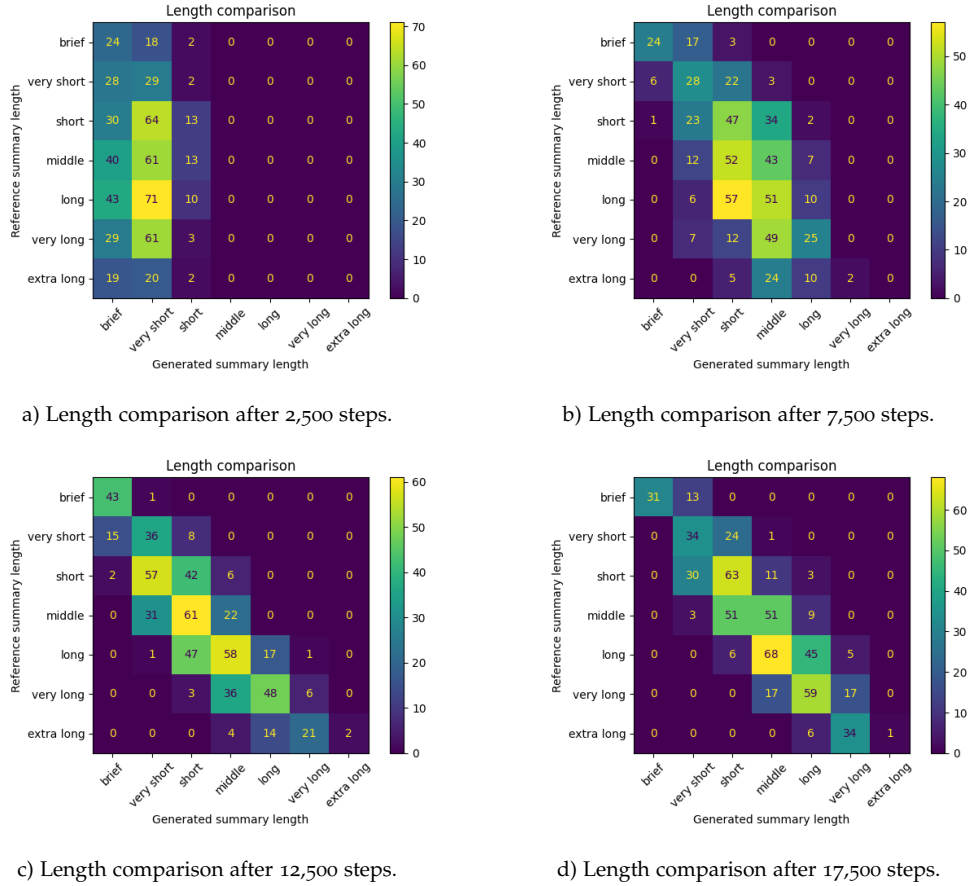 Length comparison
brief 24 18 2 0 0 0 0
very short 28 29 2 0 0 0 0
short 30 64 13 0 0 0 0
middle 40 61 13 0 0 0 0
long 43 71 10 0 0 0 0
very long 29 61 3 0 0 0 0
extra long 19 20 2 0 0 0 0
brief very short short middle long very long extra long
Generated summary length
Reference summary length
70
60
50
40
30
20
10
0
a) Length comparison after 2,500 steps.
Length comparison
brief 24 17 3 0 0 0 0
very short 6 28 22 3 0 0 0
short 1 23 47 34 2 0 0
middle 0 12 52 43 7 0 0
long 0 6 57 51 10 0 0
very long 0 7 12 49 25 0 0
extra long 0 0 5 24 10 2 0
brief very short short middle long very long extra long
Generated summary length
Reference summary length
50
40
30
20
10
0
b) Length comparison after 7,500 steps.
Length comparison
brief 43 1 0 0 0 0 0
very short 15 36 8 0 0 0 0
short 2 57 42 6 0 0 0
middle 0 31 61 22 0 0 0
long 0 1 47 58 17 1 0
very long 0 0 3 36 48 6 0
extra long 0 0 0 4 14 21 2
brief very short short middle long very long extra long
Generated summary length
Reference summary length
60
50
40
30
20
10
0
c) Length comparison after 12,500 steps.
Length comparison
brief 31 13 0 0 0 0 0
very short 0 34 24 1 0 0 0
short 0 30 63 11 3 0 0
middle 0 3 51 51 9 0 0
long 0 0 6 68 45 5 0
very long 0 0 0 17 59 17 0
extra long 0 0 0 0 6 34 1
brief very short short middle long very long extra long
Generated summary length
Reference summary length
60
50
40
30
20
10
0
d) Length comparison after 17,500 steps.